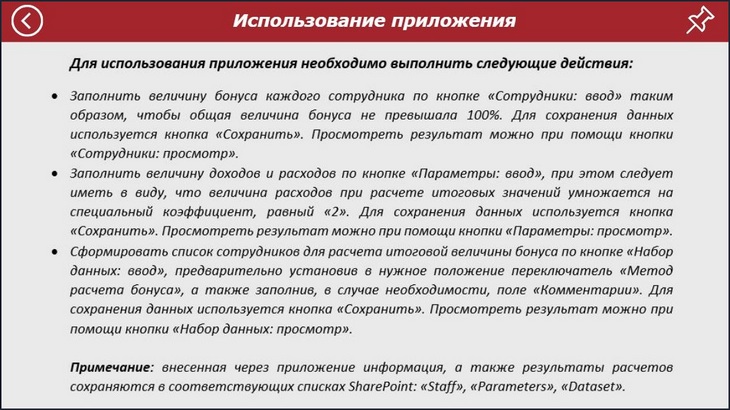 Использование приложения
Для использования приложения необходимо выполнить следующие действия:
• Заполнить величину бонуса каждого сотрудника по кнопке «Сотрудники: ввод» таким
образом, чтобы общая величина бонуса не превышала 100%. Для сохранения данных
используется кнопка «Сохранить». Просмотреть результат можно при помощи кнопки
«Сотрудники: просмотр».
• Заполнить величину доходов и расходов по кнопке «Параметры: ввод», при этом следует
иметь в виду, что величина расходов при расчете итоговых значений умножается на
специальный коэффициент, равный «2». Для сохранения данных используется кнопка
«Сохранить». Просмотреть результат можно при помощи кнопки «Параметры: просмотр».
• Сформировать список сотрудников для расчета итоговой величины бонуса по кнопке «Набор
данных: ввод», предварительно установив в нужное положение переключатель «Метод
расчета бонуса», а также заполнив, в случае необходимости, поле «Комментарии». Для
сохранения данных используется кнопка «Сохранить». Просмотреть результат можно при
помощи кнопки «Набор данных: просмотр».
Примечание: внесенная через приложение информация, а также результаты расчетов
сохраняются в соответствующих списках SharePoint: «Staff», «Parameters», «Dataset».